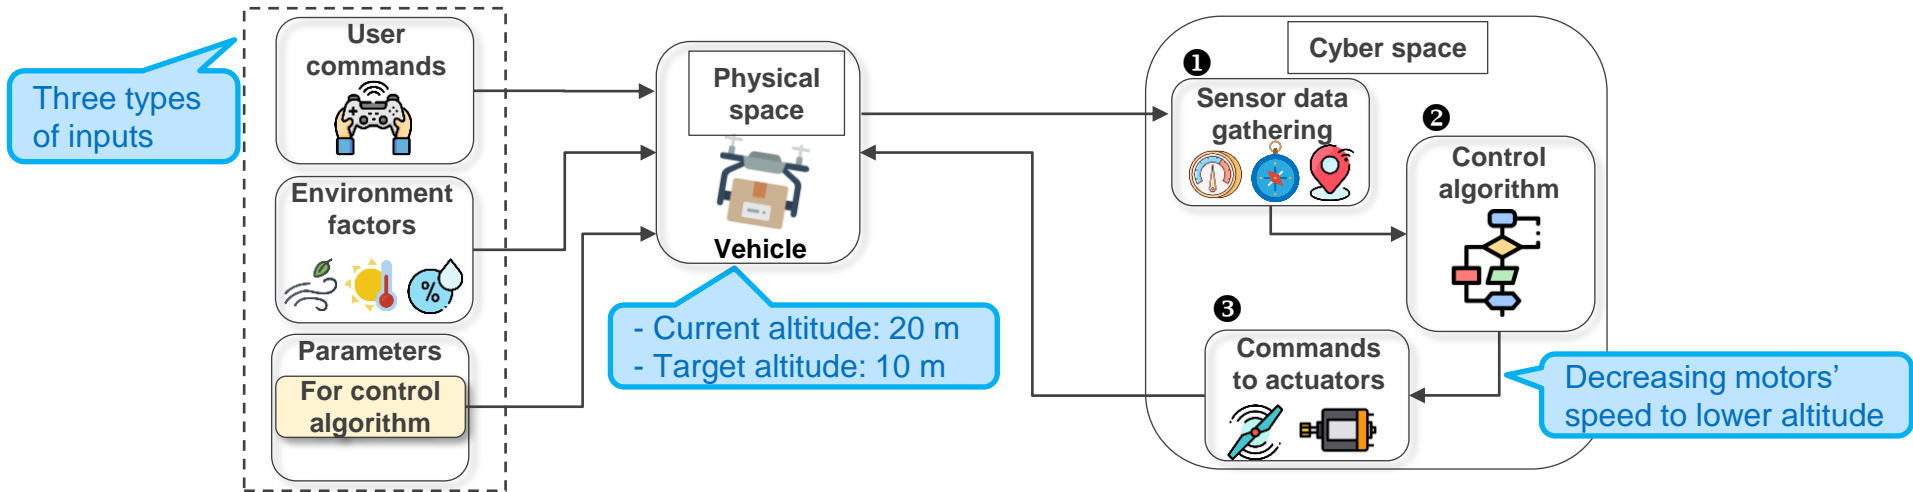 Three types
of inputs
User
commands
Environment
factors
%
Parameters
For control
algorithm
Physical
space
Vehicle
- Current altitude: 20 m
- Target altitude: 10 m
Cyber space
❶
Sensor data
gathering
❷
Control
algorithm
❸
Commands
to actuators
Decreasing motors’
speed to lower altitude